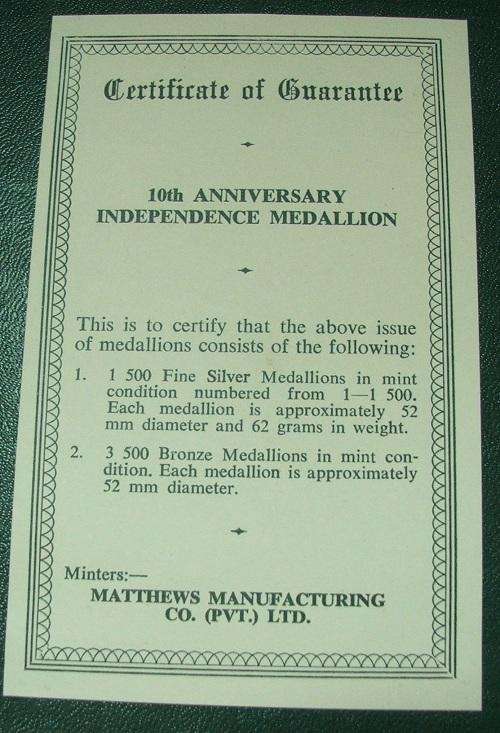 Certificate of Guarantee
10th ANNIVERSARY
INDEPENDENCE MEDALLION
This is to certify that the above issue
of medallions consists of the following:
1. 1 500 Fine Silver Medallions in mint
condition numbered from 1—1 500.
Each medallion is approximately 52
mm diameter and 62 grams in weight.
2. 3 500 Bronze Medallions in mint con-
dition. Each medallion is approximately
52 mm diameter.
Minters:—
MATTHEWS MANUFACTURING
CO. (PVT.) LTD.